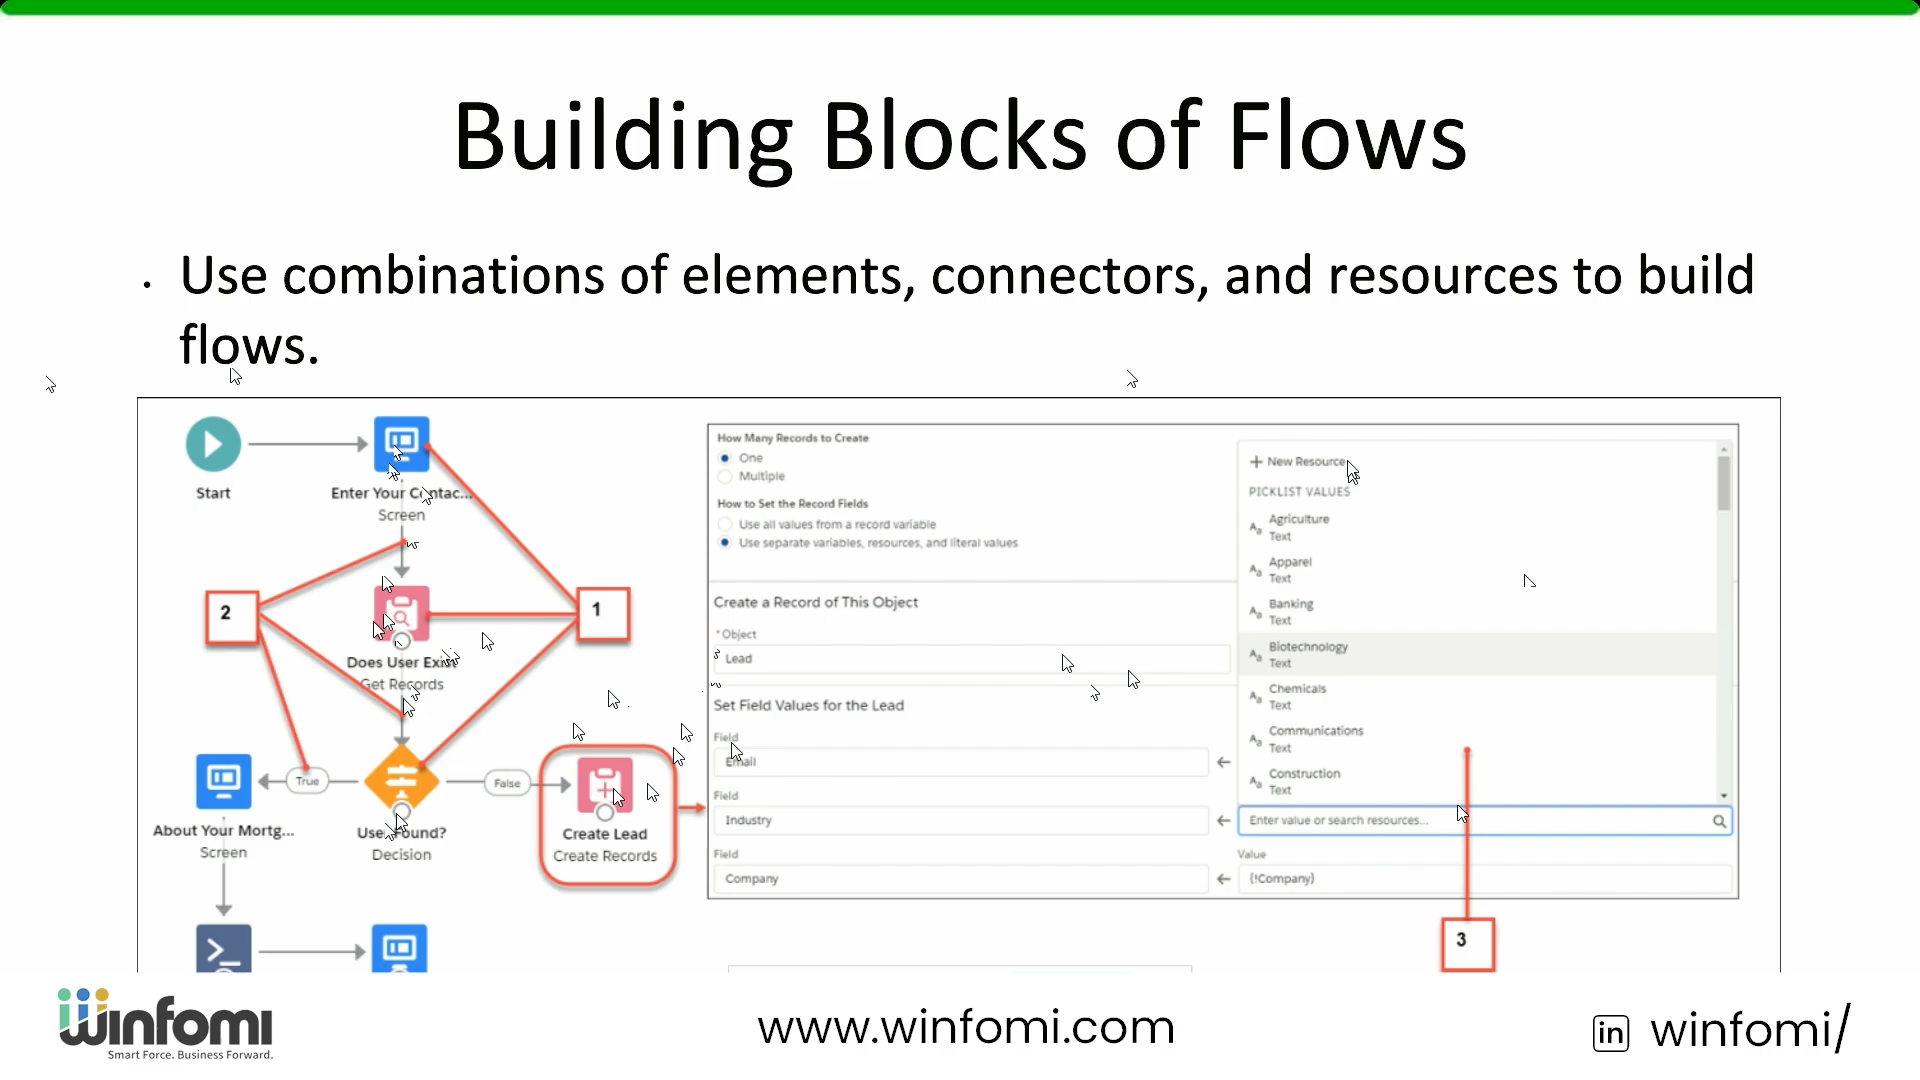 Building Blocks of Flows
• Use combinations of elements, connectors, and resources to build
flows.
Start
Enter Your Contac...
Screen
2
1
Does User Exist
Get Records
True
False
About Your Mortg...
Screen
User Found?
Decision
Create Lead
Create Records
How Many Records to Create
One
Multiple
How to Set the Record Fields
Use all values from a record variable
Use separate variables, resources, and literal values
Create a Record of This Object
* Object
Lead
Set Field Values for the Lead
Field
Email
Field
Industry
Field
Company
+ New Resource
PICKLIST VALUES
Agriculture
Text
Apparel
Text
Banking
Text
Biotechnology
Text
Chemicals
Text
Communications
Text
Construction
Text
Enter value or search resources...
Value
{!Company}
3
winfomi
Smart Force. Business Forward.
www.winfomi.com
in winfomi/